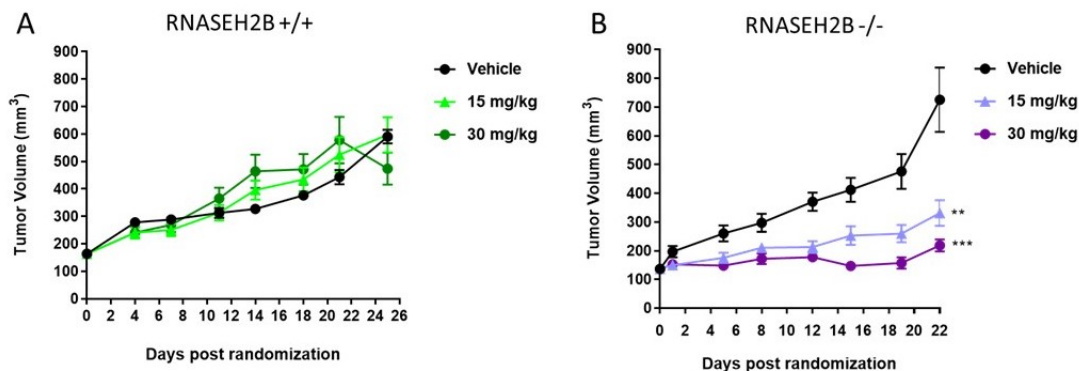 A
RNASEH2B +/+
900
800
700
600
500
400
300
200
100
0
Tumor Volume (mm³)
0 2 4 6 8 10 12 14 16 18 20 22 24 26
Days post randomization
Vehicle
15 mg/kg
30 mg/kg
B
RNASEH2B -/-
900
800
700
600
500
400
300
200
100
0
Tumor Volume (mm³)
0 2 4 6 8 10 12 14 16 18 20 22
Days post randomization
Vehicle
15 mg/kg
30 mg/kg
**
***